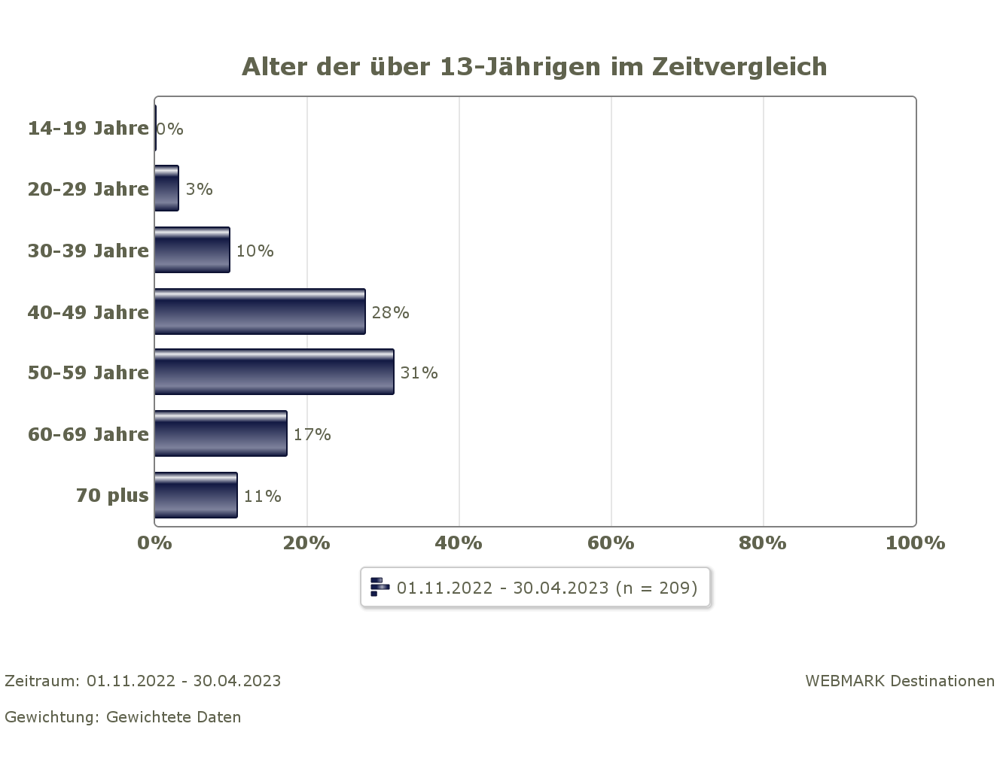 Alter der über 13-Jährigen im Zeitvergleich
14-19 Jahre 0%
20-29 Jahre 3%
30-39 Jahre 10%
40-49 Jahre 28%
50-59 Jahre 31%
60-69 Jahre 17%
70 plus 11%
0% 20% 40% 60% 80% 100%
01.11.2022 - 30.04.2023 (n = 209)
Zeitraum: 01.11.2022 - 30.04.2023 WEBMARK Destinationen
Gewichtung: Gewichtete Daten